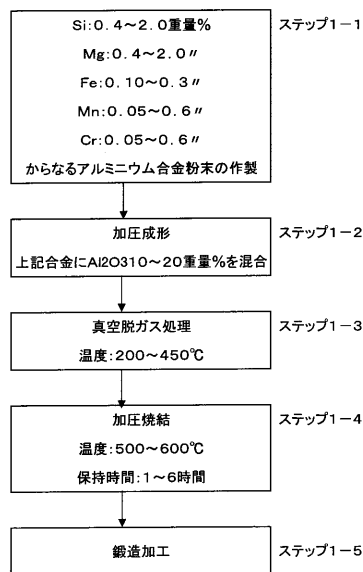 Si:0.4～2.0重量% ステップ1－1
Mg:0.4～2.0〃
Fe:0.10～0.3〃
Mn:0.05～0.6〃
Cr:0.05～0.6〃
からなるアルミニウム合金粉末の作製
加圧成形 ステップ1－2
上記合金にAl2O310～20重量%を混合
真空脱ガス処理 ステップ1－3
温度:200～450℃
加圧焼結 ステップ1－4
温度:500～600℃
保持時間:1～6時間
鍛造加工 ステップ1－5